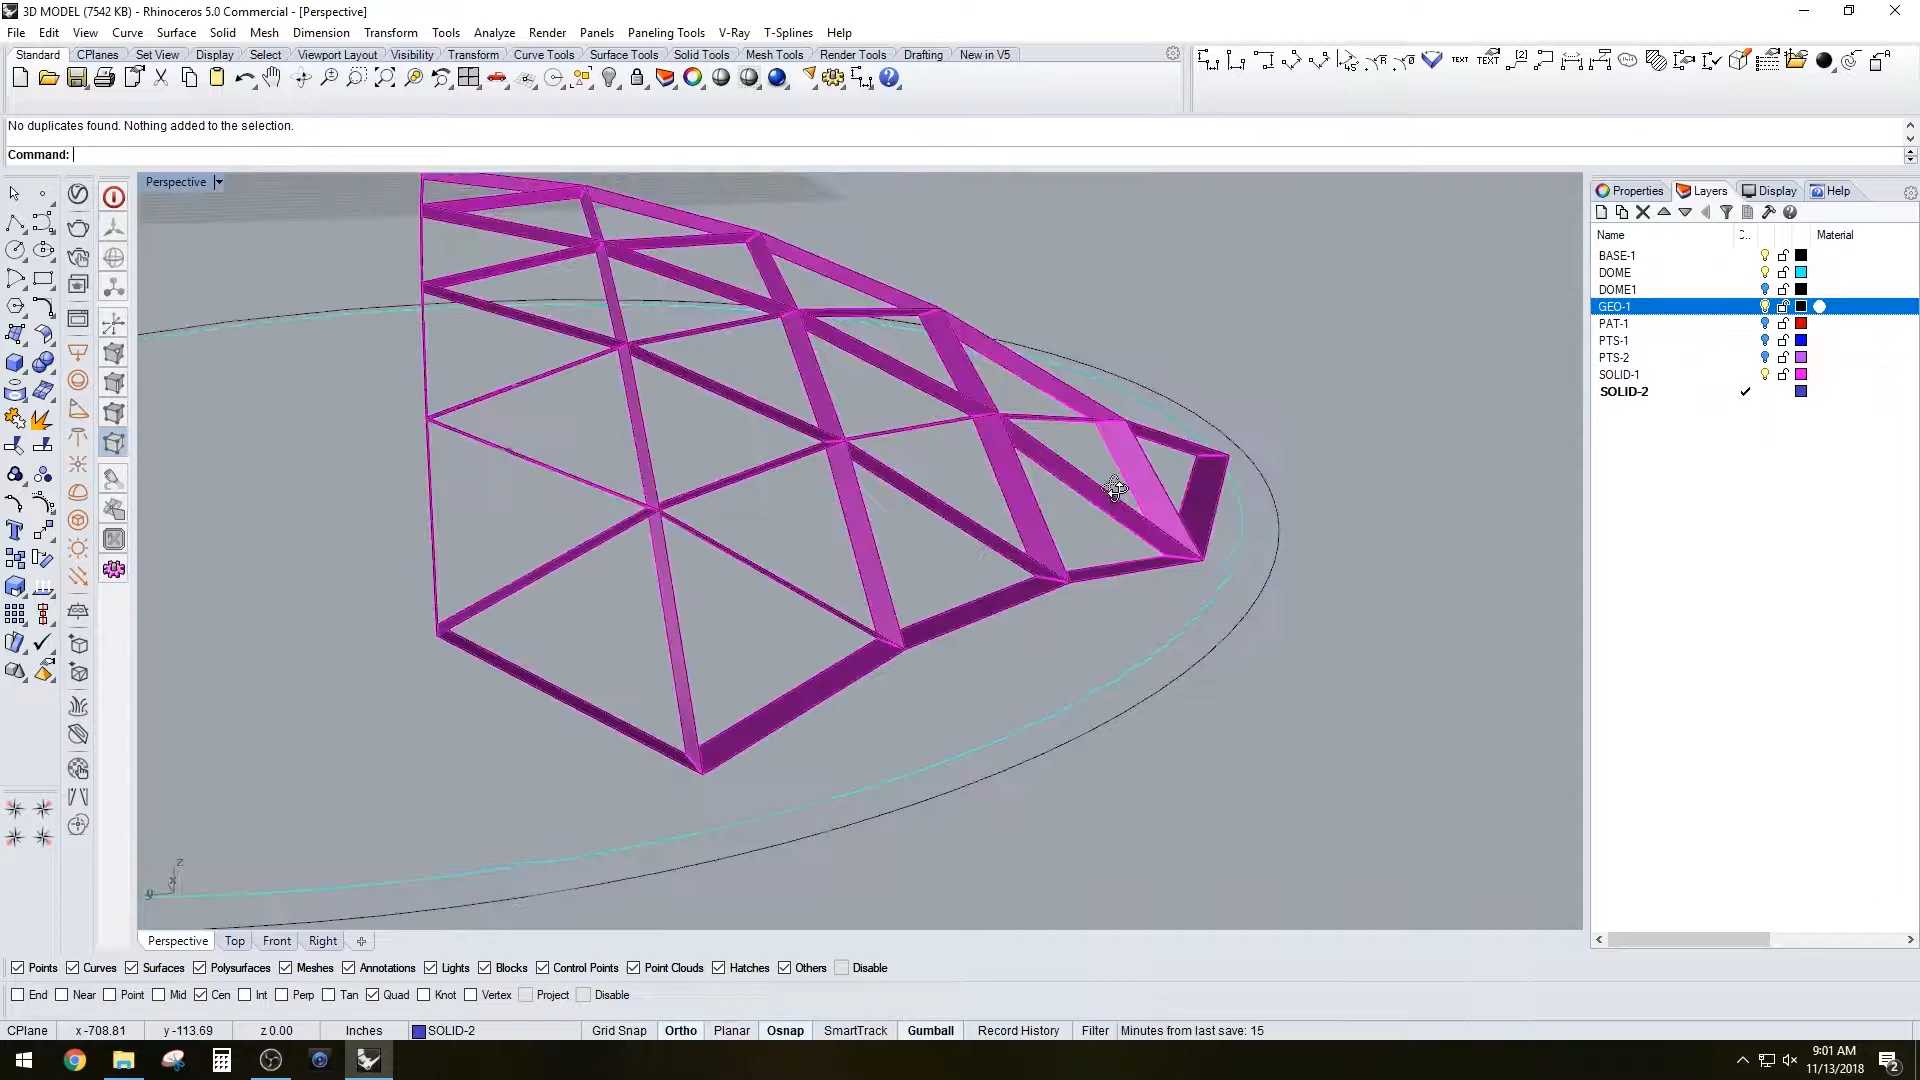 3D MODEL (7542 KB) - Rhinoceros 5.0 Commercial - [Perspective]
File Edit View Curve Surface Solid Mesh Dimension Transform Tools Analyze Render Panels Paneling Tools V-Ray T-Splines Help
Standard CPlanes Set View Display Select Viewport Layout Visibility Transform Curve Tools Surface Tools Solid Tools Mesh Tools Render Tools Drafting New in V5
TEXT TEXT
No duplicates found. Nothing added to the selection.
Command:
Perspective
Properties Layers Display Help
Name Material
BASE-1
DOME
DOME1
GEO-1
PAT-1
PTS-1
PTS-2
SOLID-1
SOLID-2
z
x
y
Perspective Top Front Right
Points Curves Surfaces Polysurfaces Meshes Annotations Lights Blocks Control Points Point Clouds Hatches Others Disable
End Near Point Mid Cen Int Perp Tan Quad Knot Vertex Project Disable
CPlane x -708.81 y -113.69 z 0.00 Inches SOLID-2 Grid Snap Ortho Planar Osnap SmartTrack Gumball Record History Filter Minutes from last save: 15
9:01 AM
11/13/2018
2